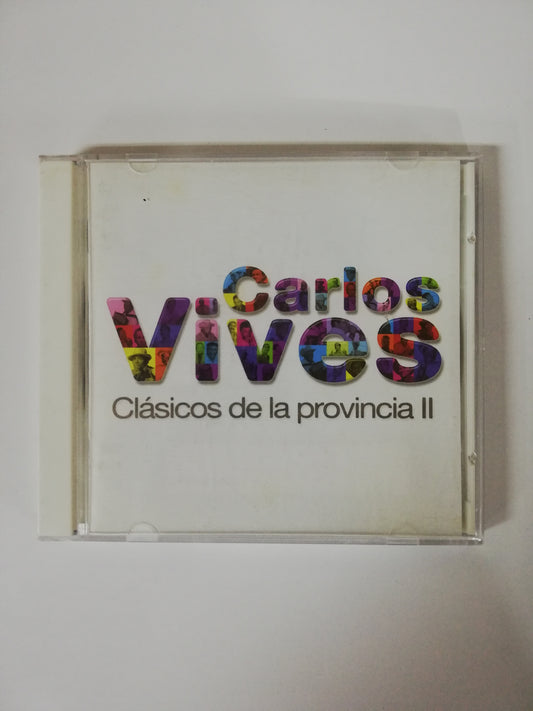 Carlos
Vives
Clásicos de la provincia II